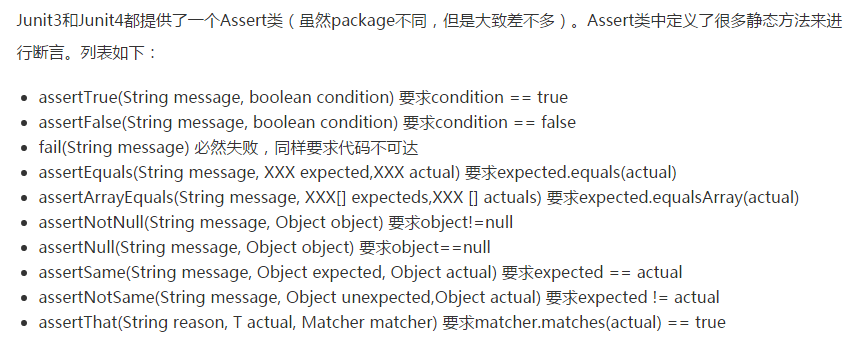 Junit3和Junit4都提供了一个Assert类（虽然package不同，但是大致差不多）。Assert类中定义了很多静态方法来进
行断言。列表如下：
• assertTrue(String message, boolean condition) 要求condition == true
• assertFalse(String message, boolean condition) 要求condition == false
• fail(String message) 必然失败，同样要求代码不可达
• assertEquals(String message, XXX expected,XXX actual) 要求expected.equals(actual)
• assertArrayEquals(String message, XXX[] expecteds,XXX [] actuals) 要求expected.equalsArray(actual)
• assertNotNull(String message, Object object) 要求object!=null
• assertNull(String message, Object object) 要求object==null
• assertSame(String message, Object expected, Object actual) 要求expected == actual
• assertNotSame(String message, Object unexpected,Object actual) 要求expected != actual
• assertThat(String reason, T actual, Matcher matcher) 要求matcher.matches(actual) == true